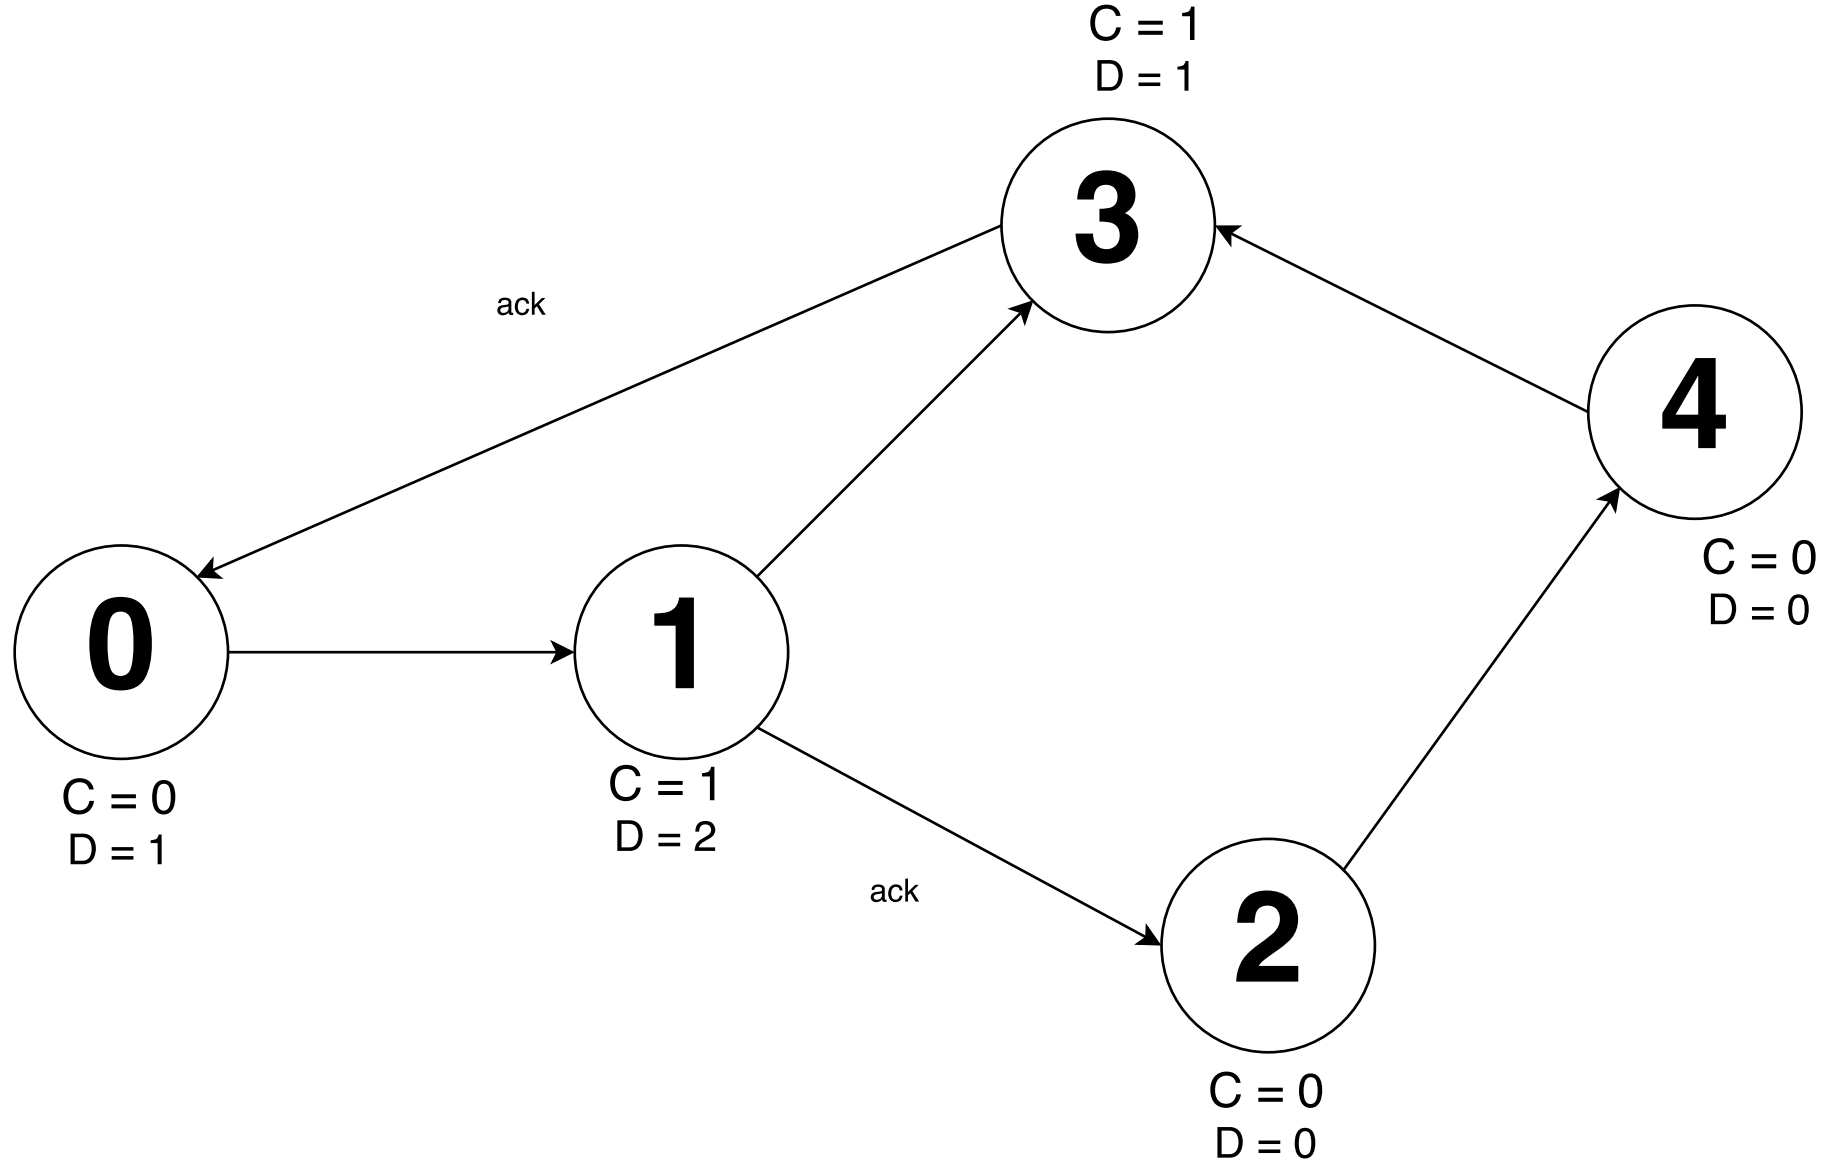 C = 1
D = 1
3
ack
4
C = 0
D = 0
0
C = 0
D = 1
1
C = 1
D = 2
ack
2
C = 0
D = 0